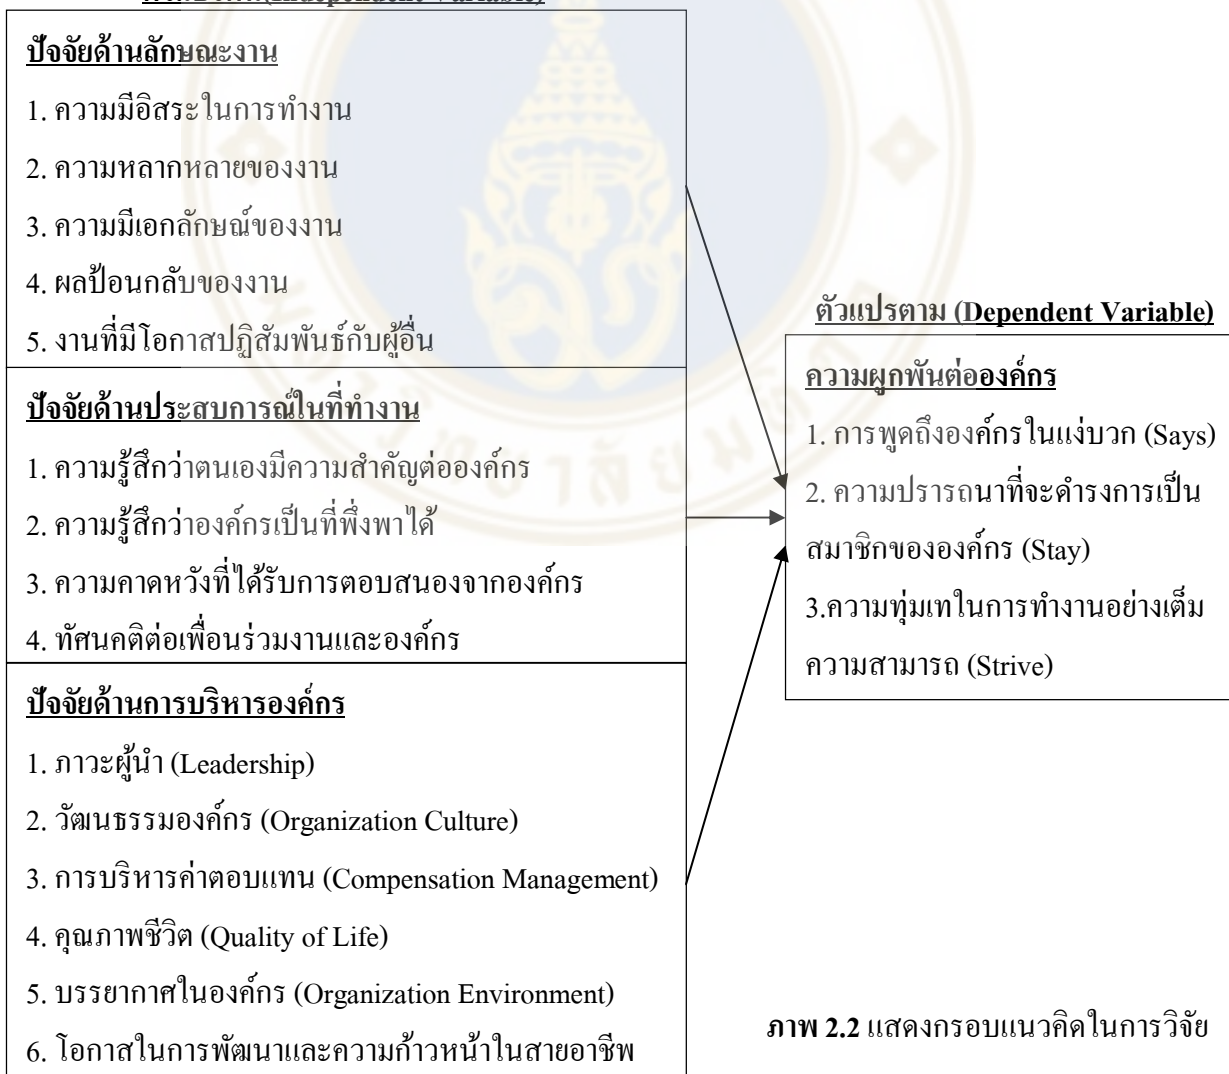 (Independent Variable)
ปัจจัยด้านลักษณะงาน
1. ความมีอิสระในการทำงาน
2. ความหลากหลายของงาน
3. ความมีเอกลักษณ์ของงาน
4. ผลป้อนกลับของงาน
5. งานที่มีโอกาสปฏิสัมพันธ์กับผู้อื่น
ปัจจัยด้านประสบการณ์ในที่ทำงาน
1. ความรู้สึกว่าตนเองมีความสำคัญต่อองค์กร
2. ความรู้สึกว่าองค์กรเป็นที่พึ่งพาได้
3. ความคาดหวังที่ได้รับการตอบสนองจากองค์กร
4. ทัศนคติต่อเพื่อนร่วมงานและองค์กร
ปัจจัยด้านการบริหารองค์กร
1. ภาวะผู้นำ (Leadership)
2. วัฒนธรรมองค์กร (Organization Culture)
3. การบริหารค่าตอบแทน (Compensation Management)
4. คุณภาพชีวิต (Quality of Life)
5. บรรยากาศในองค์กร (Organization Environment)
6. โอกาสในการพัฒนาและความก้าวหน้าในสายอาชีพ
ตัวแปรตาม (Dependent Variable)
ความผูกพันต่อองค์กร
1. การพูดถึงองค์กรในแง่บวก (Says)
2. ความปรารถนาที่จะดำรงการเป็น
สมาชิกขององค์กร (Stay)
3.ความทุ่มเทในการทำงานอย่างเต็ม
ความสามารถ (Strive)
ภาพ 2.2 แสดงกรอบแนวคิดในการวิจัย